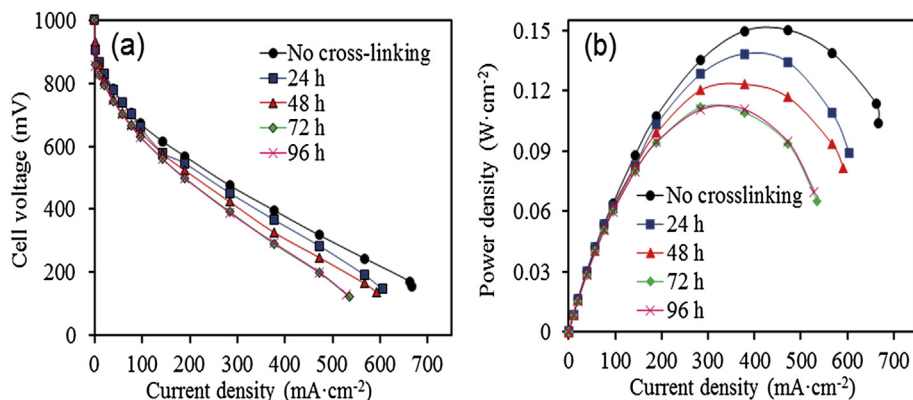 (a)
No cross-linking
24 h
48 h
72 h
96 h
1000
800
600
400
200
0
Cell voltage (mV)
0 100 200 300 400 500 600 700
Current density (mA·cm⁻²)
(b)
No crosslinking
24 h
48 h
72 h
96 h
0.15
0.12
0.09
0.06
0.03
0
Power density (W·cm⁻²)
0 100 200 300 400 500 600 700
Current density (mA·cm⁻²)